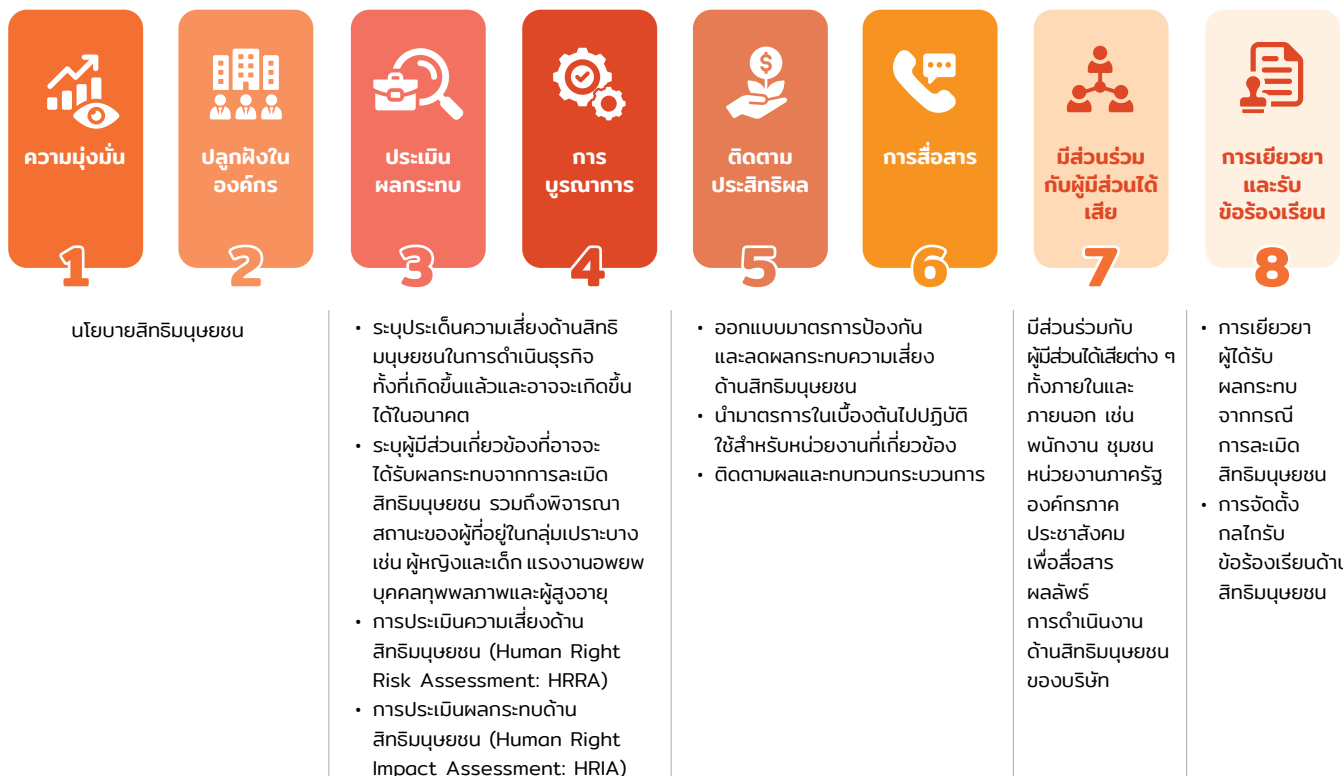 ความมุ่งมั่น
1
ปลูกฝังใน
องค์กร
2
ประเมิน
ผลกระทบ
3
การ
บูรณาการ
4
ติดตาม
ประสิทธิผล
5
การสื่อสาร
6
มีส่วนร่วม
กับผู้มีส่วนได้
เสีย
7
การเยียวยา
และรับ
ข้อร้องเรียน
8
นโยบายสิทธิมนุษยชน
• ระบุประเด็นความเสี่ยงด้านสิทธิ
มนุษยชนในการดำเนินธุรกิจ
ทั้งที่เกิดขึ้นแล้วและอาจจะเกิดขึ้น
ได้ในอนาคต
• ระบุผู้มีส่วนเกี่ยวข้องที่อาจจะ
ได้รับผลกระทบจากการละเมิด
สิทธิมนุษยชน รวมถึงพิจารณา
สถานะของผู้ที่อยู่ในกลุ่มเปราะบาง
เช่น ผู้หญิงและเด็ก แรงงานอพยพ
บุคคลทุพพลภาพและผู้สูงอายุ
• การประเมินความเสี่ยงด้าน
สิทธิมนุษยชน (Human Right
Risk Assessment: HRRA)
• การประเมินผลกระทบด้าน
สิทธิมนุษยชน (Human Right
Impact Assessment: HRIA)
• ออกแบบมาตรการป้องกัน
และลดผลกระทบความเสี่ยง
ด้านสิทธิมนุษยชน
• นำมาตรการในเบื้องต้นไปปฏิบัติ
ใช้สำหรับหน่วยงานที่เกี่ยวข้อง
• ติดตามผลและทบทวนกระบวนการ
มีส่วนร่วมกับ
ผู้มีส่วนได้เสียต่าง ๆ
ทั้งภายในและ
ภายนอก เช่น
พนักงาน ชุมชน
หน่วยงานภาครัฐ
องค์กรภาค
ประชาสังคม
เพื่อสื่อสาร
ผลลัพธ์
การดำเนินงาน
ด้านสิทธิมนุษยชน
ของบริษัท
• การเยียวยา
ผู้ได้รับ
ผลกระทบ
จากกรณี
การละเมิด
สิทธิมนุษยชน
• การจัดตั้ง
กลไกรับ
ข้อร้องเรียนด้าน
สิทธิมนุษยชน